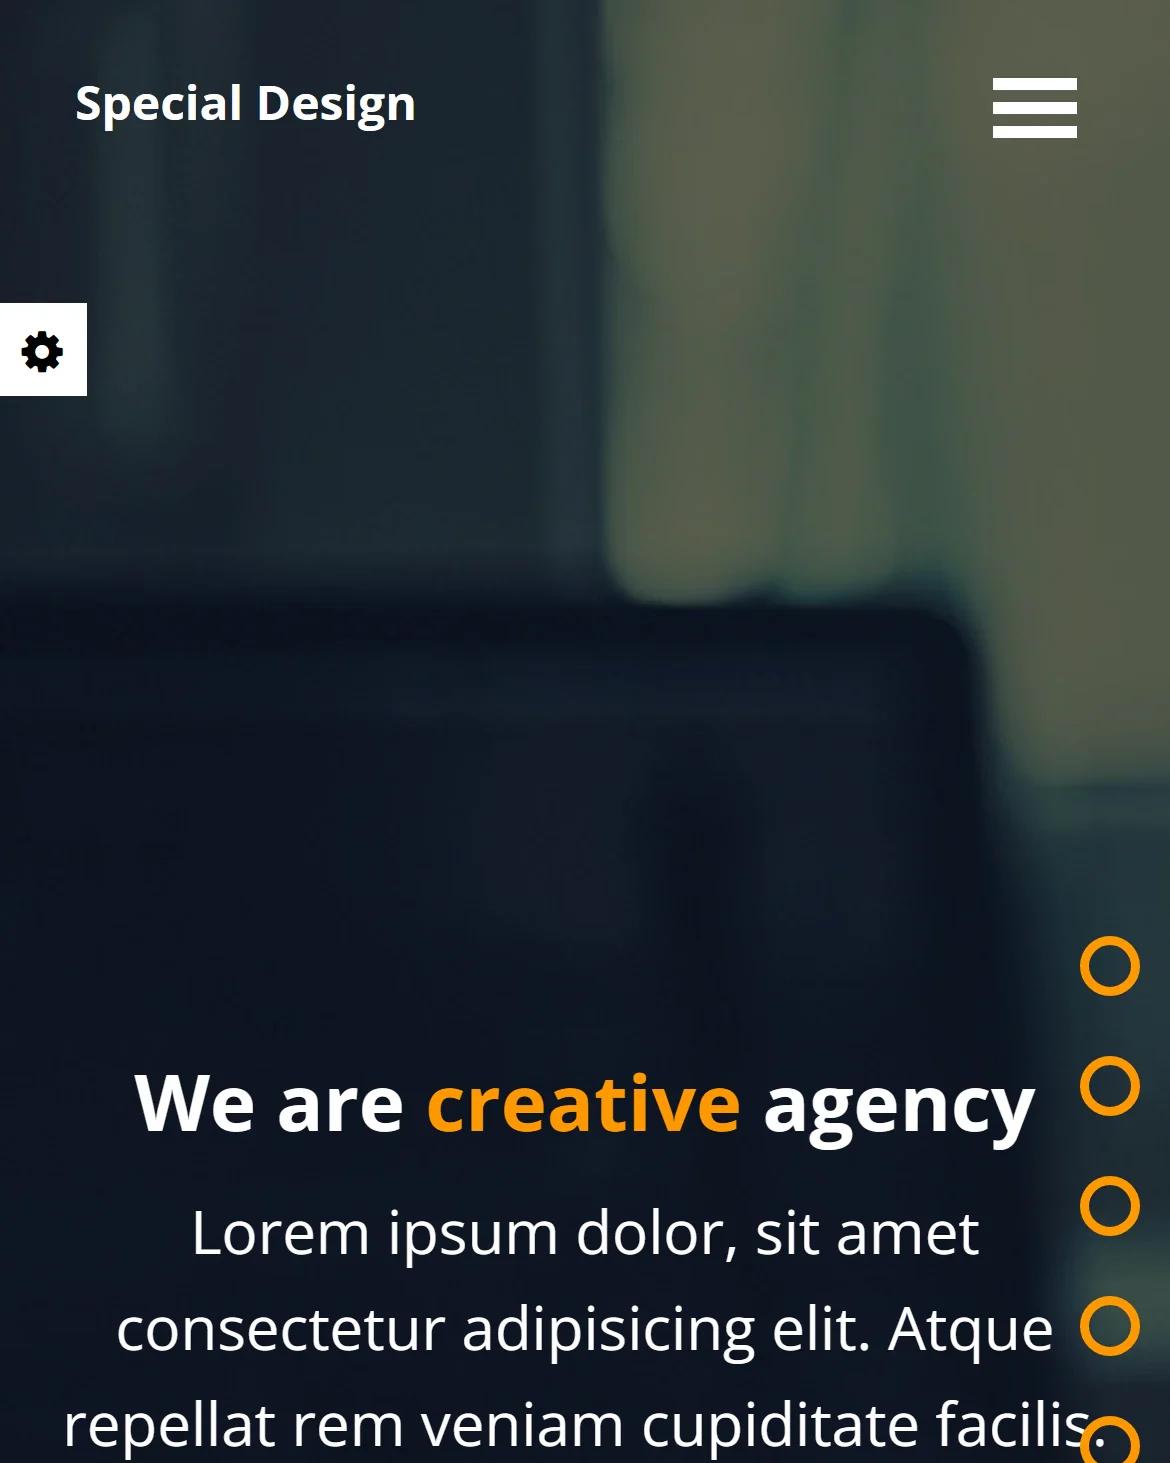 Special Design
We are creative agency
Lorem ipsum dolor, sit amet
consectetur adipisicing elit. Atque
repellat rem veniam cupiditate facilis.